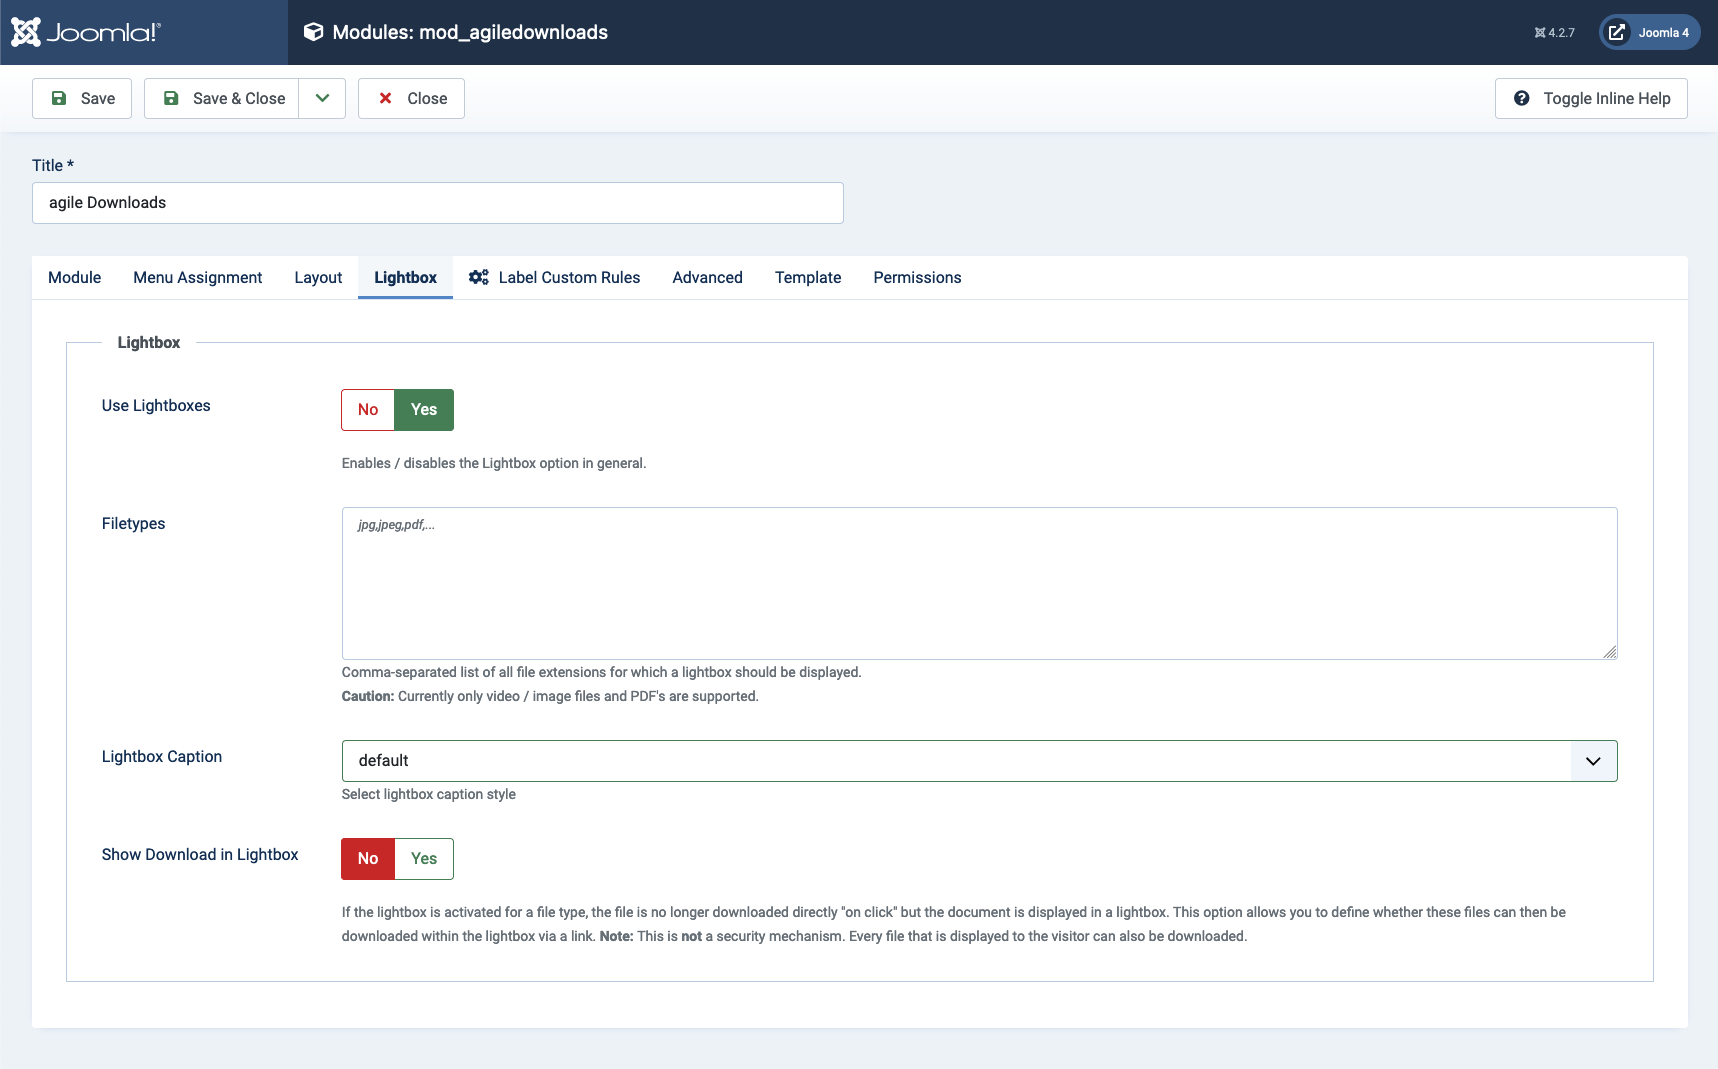 Joomla!®
Modules: mod_agiledownloads
4.2.7
Joomla 4
Save
Save & Close
Close
Toggle Inline Help
Title *
agile Downloads
Module
Menu Assignment
Layout
Lightbox
Label Custom Rules
Advanced
Template
Permissions
Lightbox
Use Lightboxes
No
Yes
Enables / disables the Lightbox option in general.
Filetypes
jpg,jpeg,pdf,...
Comma-separated list of all file extensions for which a lightbox should be displayed.
Caution: Currently only video / image files and PDF's are supported.
Lightbox Caption
default
Select lightbox caption style
Show Download in Lightbox
No
Yes
If the lightbox is activated for a file type, the file is no longer downloaded directly "on click" but the document is displayed in a lightbox. This option allows you to define whether these files can then be
downloaded within the lightbox via a link. Note: This is not a security mechanism. Every file that is displayed to the visitor can also be downloaded.